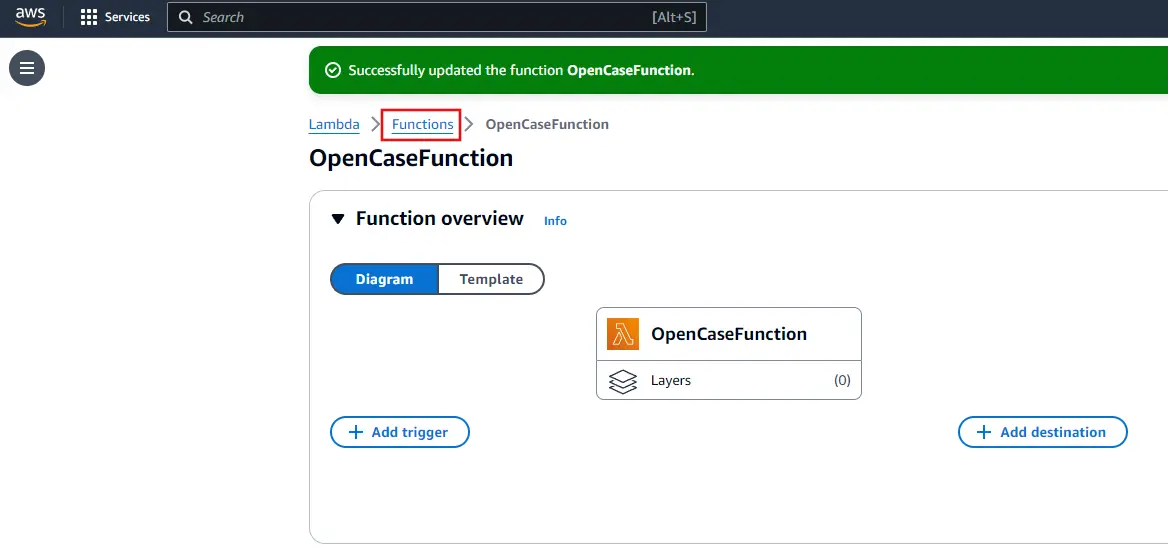 aws Services Search [Alt+S]
Successfully updated the function OpenCaseFunction.
Lambda Functions OpenCaseFunction
OpenCaseFunction
Function overview Info
Diagram Template
OpenCaseFunction
Layers (0)
Add trigger Add destination